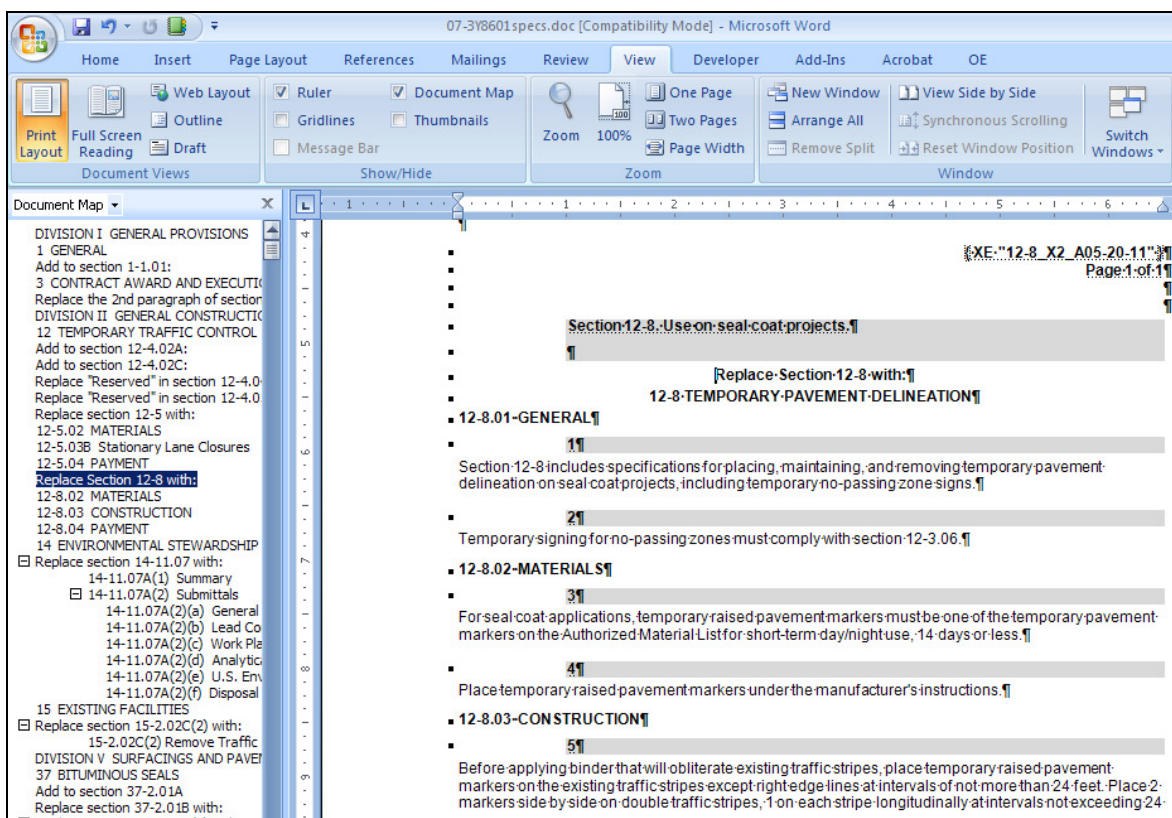 07-3Y8601specs.doc [Compatibility Mode] - Microsoft Word
Home Insert Page Layout References Mailings Review View Developer Add-Ins Acrobat OE
Print Layout
Full Screen Reading
Web Layout
Outline
Draft
Document Views
Ruler
Gridlines
Message Bar
Document Map
Thumbnails
Show/Hide
Zoom
100%
One Page
Two Pages
Page Width
Zoom
New Window
Arrange All
Remove Split
View Side by Side
Synchronous Scrolling
Reset Window Position
Switch Windows
Window
Document Map
DIVISION I GENERAL PROVISIONS
1 GENERAL
Add to section 1-1.01:
3 CONTRACT AWARD AND EXECUTI
Replace the 2nd paragraph of section
DIVISION II GENERAL CONSTRUCTI
12 TEMPORARY TRAFFIC CONTROL
Add to section 12-4.02A:
Add to section 12-4.02C:
Replace "Reserved" in section 12-4.0
Replace "Reserved" in section 12-4.0
Replace section 12-5 with:
12-5.02 MATERIALS
12-5.03B Stationary Lane Closures
12-5.04 PAYMENT
Replace Section 12-8 with:
12-8.02 MATERIALS
12-8.03 CONSTRUCTION
12-8.04 PAYMENT
14 ENVIRONMENTAL STEWARDSHIP
Replace section 14-11.07 with:
14-11.07A(1) Summary
14-11.07A(2) Submittals
14-11.07A(2)(a) General
14-11.07A(2)(b) Lead Co
14-11.07A(2)(c) Work Pla
14-11.07A(2)(d) Analytic
14-11.07A(2)(e) U.S. Env
14-11.07A(2)(f) Disposal
15 EXISTING FACILITIES
Replace section 15-2.02C(2) with:
15-2.02C(2) Remove Traffic
DIVISION V SURFACINGS AND PAVE
37 BITUMINOUS SEALS
Add to section 37-2.01A
Replace section 37-2.01B with:
1 1 2 3 4 5 6
4 5 6 7 8 9
{·XE·"12-8_X2_A05-20-11"·}¶
Page·1·of·1¶
¶
¶
Section·12-8.·Use·on·seal·coat·projects.¶
¶
Replace·Section·12-8·with:¶
12-8·TEMPORARY·PAVEMENT·DELINEATION¶
12-8.01·GENERAL¶
1¶
Section·12-8·includes·specifications·for·placing,·maintaining,·and·removing·temporary·pavement·
delineation·on·seal·coat·projects,·including·temporary·no-passing·zone·signs.¶
2¶
Temporary·signing·for·no-passing·zones·must·comply·with·section·12-3.06.¶
12-8.02·MATERIALS¶
3¶
For·seal·coat·applications,·temporary·raised·pavement·markers·must·be·one·of·the·temporary·pavement·
markers·on·the·Authorized·Material·List·for·short-term·day/night·use,·14·days·or·less.¶
4¶
Place·temporary·raised·pavement·markers·under·the·manufacturer's·instructions.¶
12-8.03·CONSTRUCTION¶
5¶
Before·applying·binder·that·will·obliterate·existing·traffic·stripes,·place·temporary·raised·pavement·
markers·on·the·existing·traffic·stripes·except·right·edge·lines·at·intervals·of·not·more·than·24·feet.·Place·2·
markers·side·by·side·on·double·traffic·stripes,·1·on·each·stripe·longitudinally·at·intervals·not·exceeding·24·